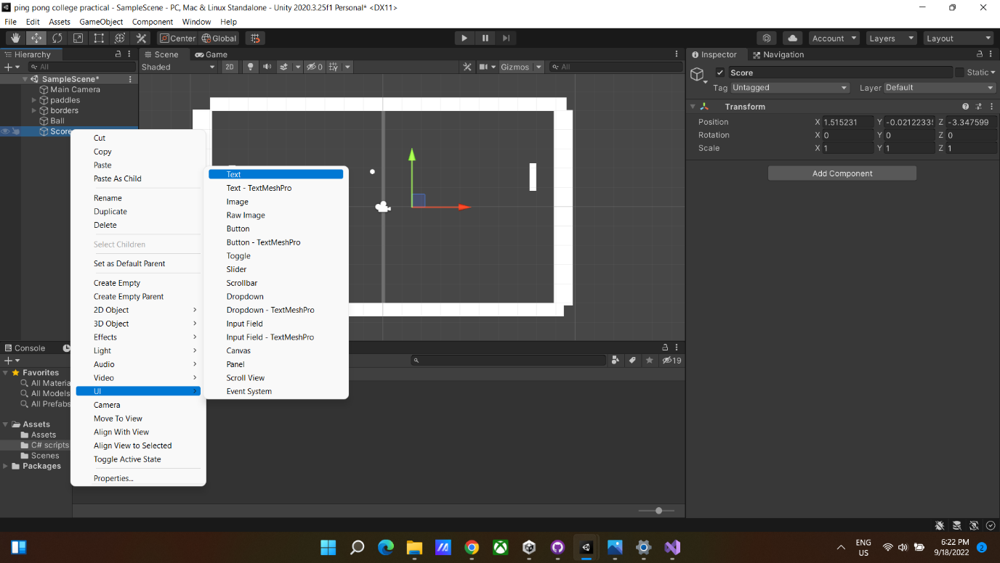 ping pong college practical - SampleScene - PC, Mac & Linux Standalone - Unity 2020.3.25f1 Personal* <DX11>
File Edit Assets GameObject Component Window Help
Center Global Account Layers Layout
Hierarchy
All
SampleScene*
Main Camera
paddles
borders
Ball
Score
Scene Game
Shaded 2D 0 Gizmos All
Cut
Copy
Paste
Paste As Child
Rename
Duplicate
Delete
Select Children
Set as Default Parent
Create Empty
Create Empty Parent
2D Object
3D Object
Effects
Light
Audio
Video
UI
Camera
Move To View
Align With View
Align View to Selected
Toggle Active State
Properties...
Text
Text - TextMeshPro
Image
Raw Image
Button
Button - TextMeshPro
Toggle
Slider
Scrollbar
Dropdown
Dropdown - TextMeshPro
Input Field
Input Field - TextMeshPro
Canvas
Panel
Scroll View
Event System
Inspector Navigation
Score Static
Tag Untagged Layer Default
Transform
Position X 1.515231 Y -0.0212233 Z -3.347599
Rotation X 0 Y 0 Z 0
Scale X 1 Y 1 Z 1
Add Component
Console
19
Favorites
All Materia
All Models
All Prefabs
Assets
Assets
C# scripts
Scenes
Packages
ENG
US
6:22 PM
9/18/2022
2